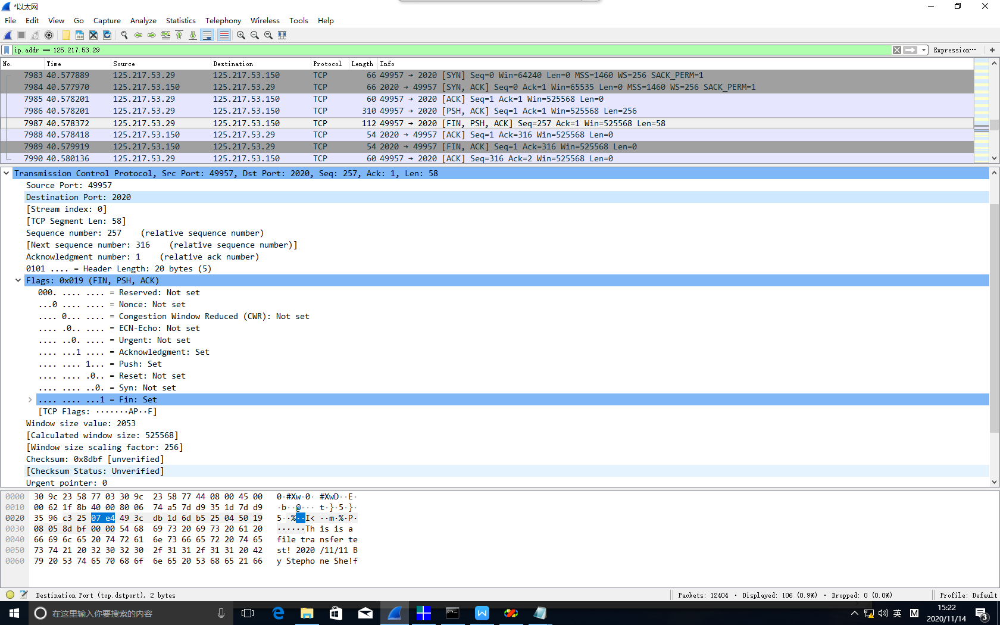 *以太网
File Edit View Go Capture Analyze Statistics Telephony Wireless Tools Help
ip.addr == 125.217.53.29
Expression…
No. Time Source Destination Protocol Length Info
7983 40.577889 125.217.53.29 125.217.53.150 TCP 66 49957 → 2020 [SYN] Seq=0 Win=64240 Len=0 MSS=1460 WS=256 SACK_PERM=1
7984 40.577970 125.217.53.150 125.217.53.29 TCP 66 2020 → 49957 [SYN, ACK] Seq=0 Ack=1 Win=65535 Len=0 MSS=1460 WS=256 SACK_PERM=1
7985 40.578201 125.217.53.29 125.217.53.150 TCP 60 49957 → 2020 [ACK] Seq=1 Ack=1 Win=525568 Len=0
7986 40.578201 125.217.53.29 125.217.53.150 TCP 310 49957 → 2020 [PSH, ACK] Seq=1 Ack=1 Win=525568 Len=256
7987 40.578372 125.217.53.29 125.217.53.150 TCP 112 49957 → 2020 [FIN, PSH, ACK] Seq=257 Ack=1 Win=525568 Len=58
7988 40.578418 125.217.53.150 125.217.53.29 TCP 54 2020 → 49957 [ACK] Seq=1 Ack=316 Win=525568 Len=0
7989 40.579919 125.217.53.150 125.217.53.29 TCP 54 2020 → 49957 [FIN, ACK] Seq=1 Ack=316 Win=525568 Len=0
7990 40.580136 125.217.53.29 125.217.53.150 TCP 60 49957 → 2020 [ACK] Seq=316 Ack=2 Win=525568 Len=0
Transmission Control Protocol, Src Port: 49957, Dst Port: 2020, Seq: 257, Ack: 1, Len: 58
Source Port: 49957
Destination Port: 2020
[Stream index: 0]
[TCP Segment Len: 58]
Sequence number: 257    (relative sequence number)
[Next sequence number: 316    (relative sequence number)]
Acknowledgment number: 1    (relative ack number)
0101 .... = Header Length: 20 bytes (5)
Flags: 0x019 (FIN, PSH, ACK)
000. .... .... = Reserved: Not set
...0 .... .... = Nonce: Not set
.... 0... .... = Congestion Window Reduced (CWR): Not set
.... .0.. .... = ECN-Echo: Not set
.... ..0. .... = Urgent: Not set
.... ...1 .... = Acknowledgment: Set
.... .... 1... = Push: Set
.... .... .0.. = Reset: Not set
.... .... ..0. = Syn: Not set
.... .... ...1 = Fin: Set
[TCP Flags: ·······AP··F]
Window size value: 2053
[Calculated window size: 525568]
[Window size scaling factor: 256]
Checksum: 0x8dbf [unverified]
[Checksum Status: Unverified]
Urgent pointer: 0
0000 30 9c 23 58 77 03 30 9c 23 58 77 44 08 00 45 00 0·#Xw·0· #XwD··E·
0010 00 62 1f 8b 40 00 80 06 74 a5 7d d9 35 1d 7d d9 ·b··@··· t·}·5·}·
0020 35 96 c3 25 07 e4 49 3c db 1d 6d b5 25 04 50 19 5··%··I< ··m·%·P·
0030 08 05 8d bf 00 00 54 68 69 73 20 69 73 20 61 20 ······Th is is a
0040 66 69 6c 65 20 74 72 61 6e 73 66 65 72 20 74 65 file tra nsfer te
0050 73 74 21 20 32 30 32 30 2f 31 31 2f 31 31 20 42 st! 2020 /11/11 B
0060 79 20 53 74 65 70 68 6f 6e 65 20 53 68 65 21 66 y Stepho ne She!f
Destination Port (tcp.dstport), 2 bytes
Packets: 12404 · Displayed: 106 (0.9%) · Dropped: 0 (0.0%)
Profile: Default
在这里输入你要搜索的内容
英
M
15:22
2020/11/14
3